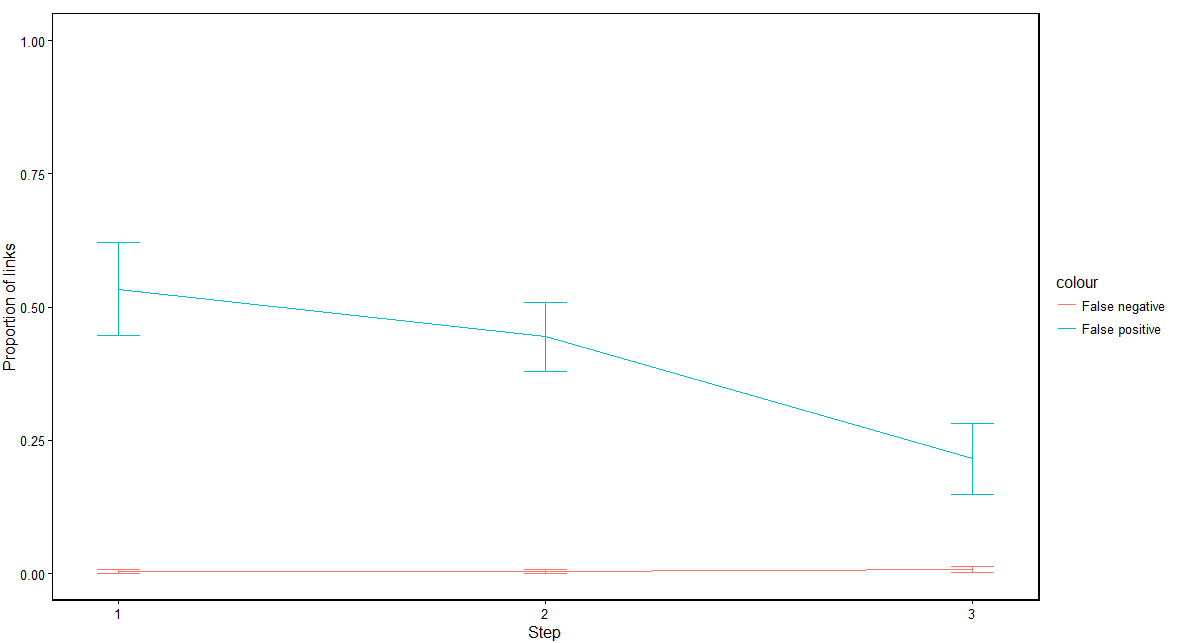 1.00
0.75
0.50
0.25
0.00
Proportion of links
1 2 3
Step
colour
False negative
False positive